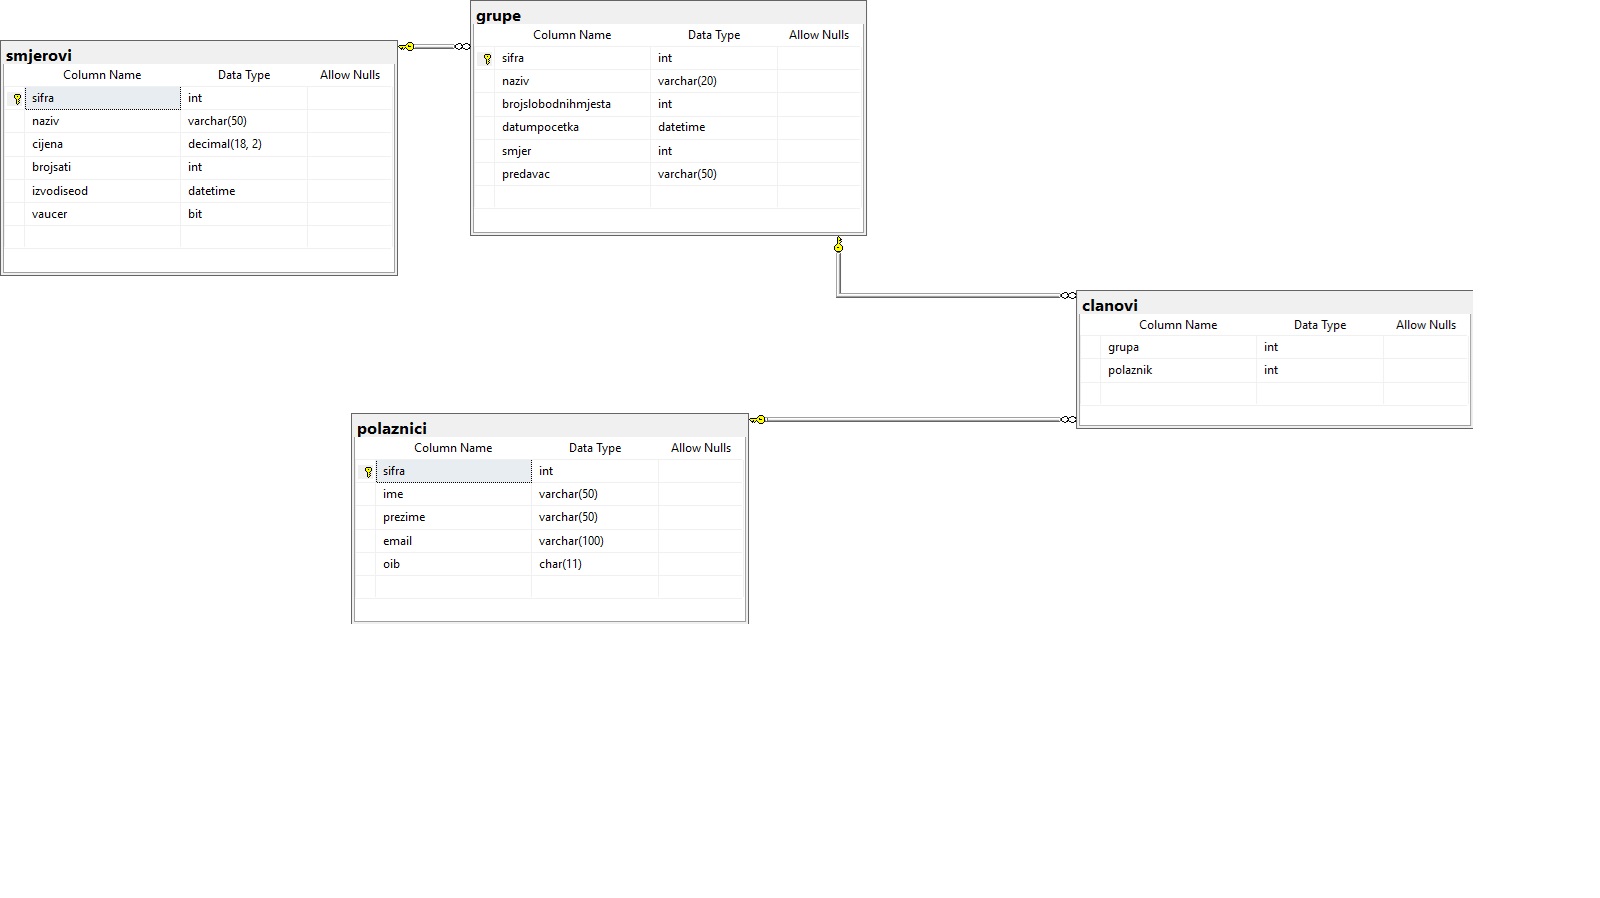 smjerovi
Column Name Data Type Allow Nulls
sifra int
naziv varchar(50)
cijena decimal(18, 2)
brojsati int
izvodiseod datetime
vaucer bit
grupe
Column Name Data Type Allow Nulls
sifra int
naziv varchar(20)
brojslobodnihmjesta int
datumpocetka datetime
smjer int
predavac varchar(50)
clanovi
Column Name Data Type Allow Nulls
grupa int
polaznik int
polaznici
Column Name Data Type Allow Nulls
sifra int
ime varchar(50)
prezime varchar(50)
email varchar(100)
oib char(11)